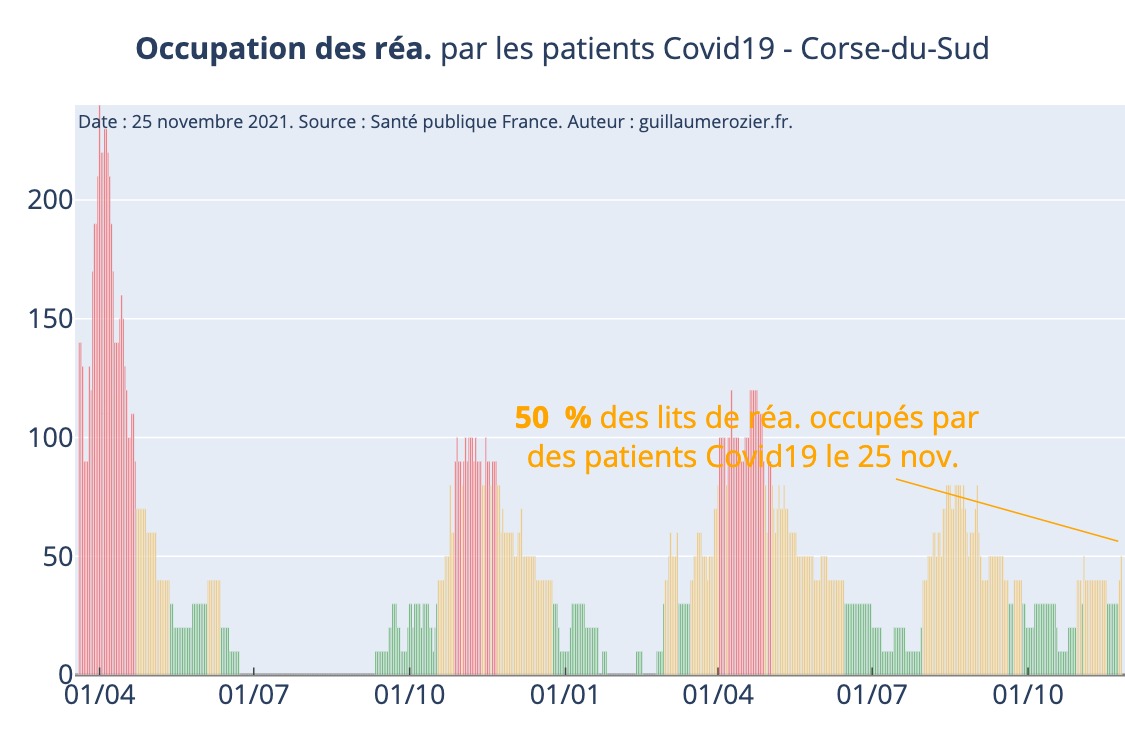 Occupation des réa. par les patients Covid19 - Corse-du-Sud
Date : 25 novembre 2021. Source : Santé publique France. Auteur : guillaumerozier.fr.
200
150
100
50 % des lits de réa. occupés par
des patients Covid19 le 25 nov.
50
0
01/04 01/07 01/10 01/01 01/04 01/07 01/10